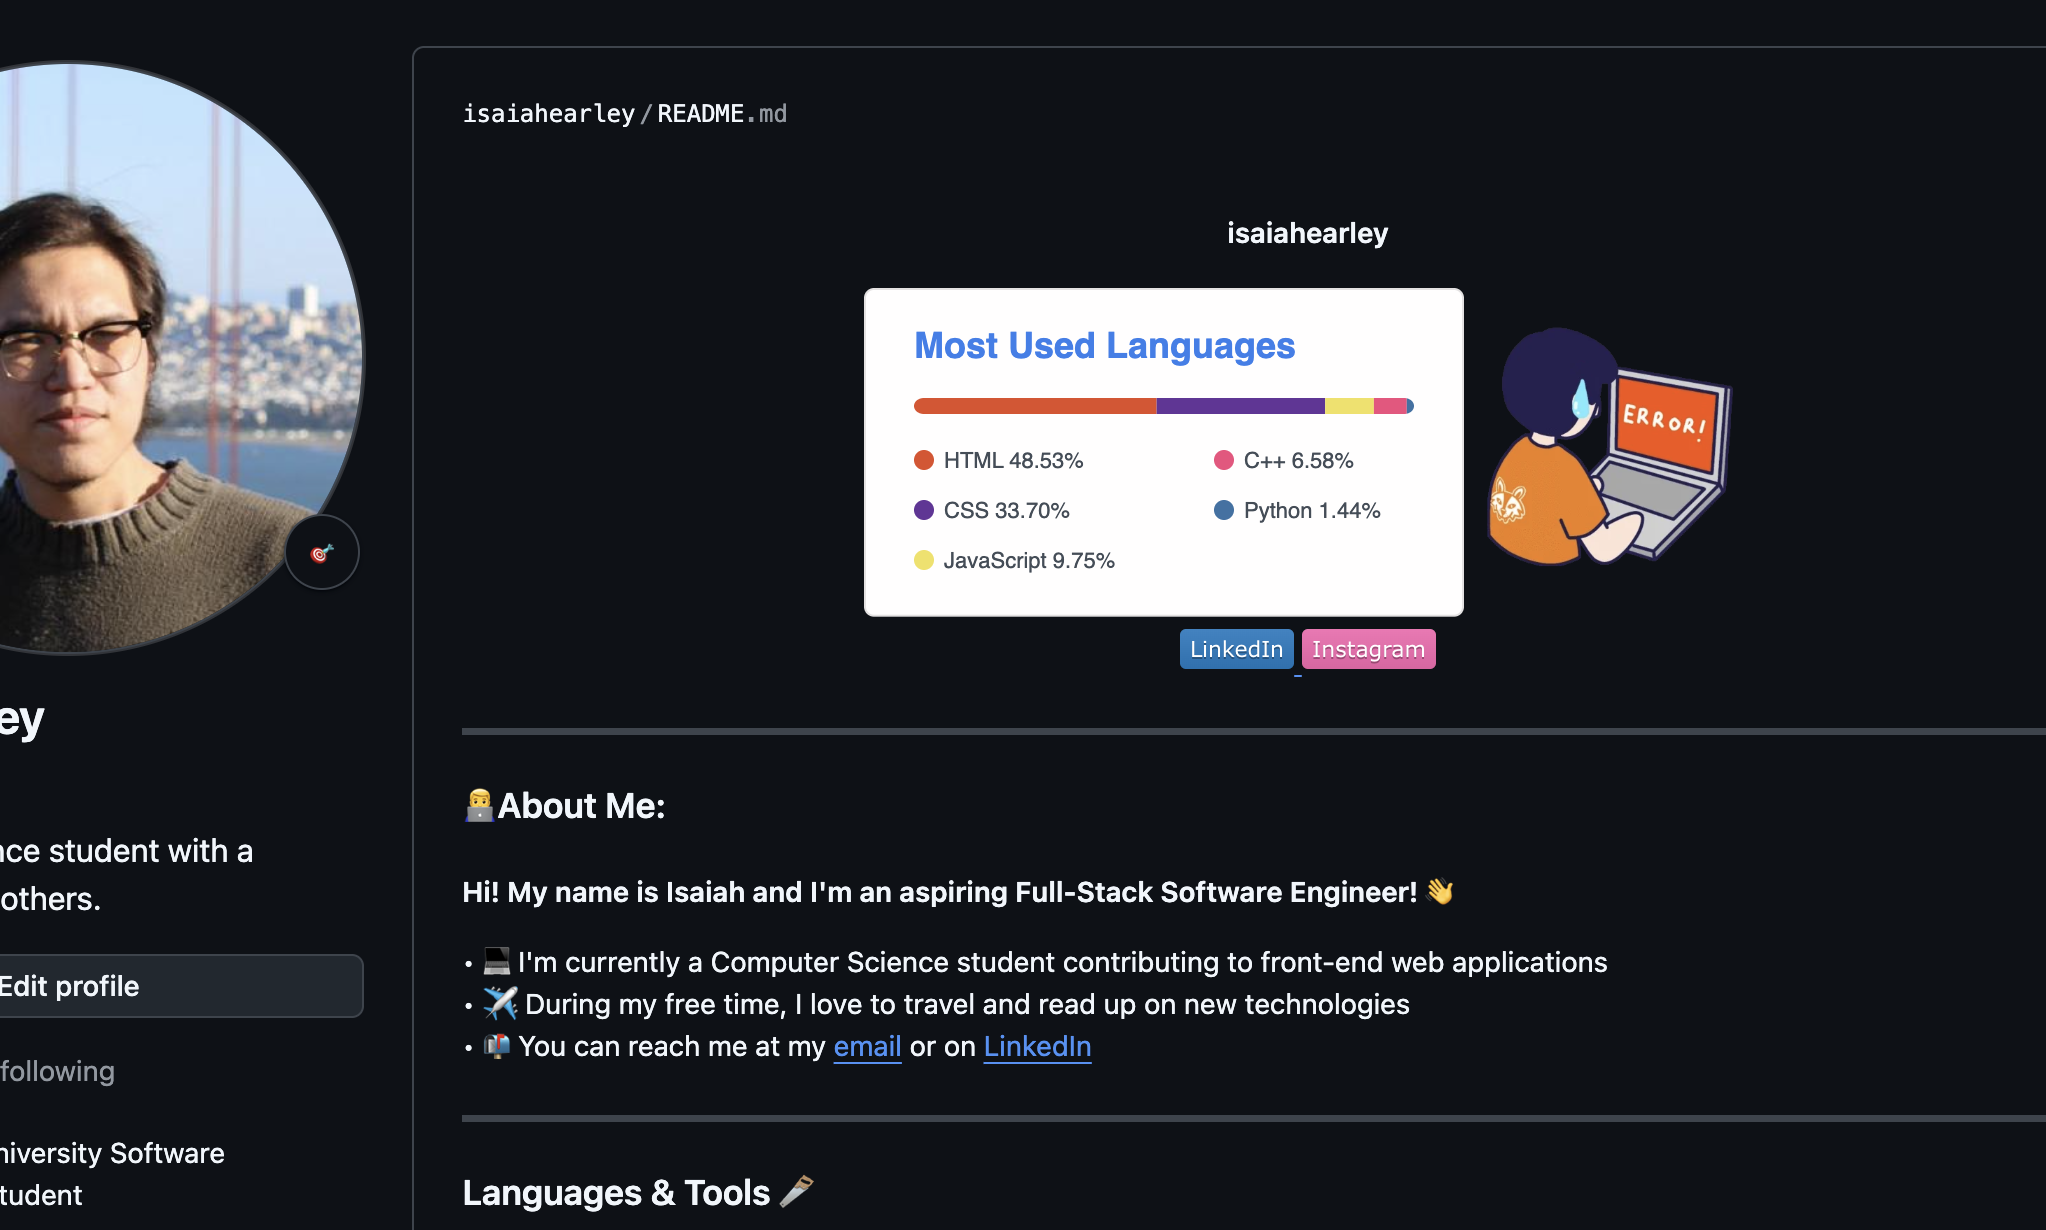 isaiahearley/README.md
isaiahearley
Most Used Languages
HTML 48.53%
CSS 33.70%
JavaScript 9.75%
C++ 6.58%
Python 1.44%
ERROR!
LinkedIn Instagram
ey
nce student with a
others.
Edit profile
following
niversity Software
tudent
About Me:
Hi! My name is Isaiah and I'm an aspiring Full-Stack Software Engineer! 👋
• 💻 I'm currently a Computer Science student contributing to front-end web applications
• ✈️ During my free time, I love to travel and read up on new technologies
• 📬 You can reach me at my email or on LinkedIn
Languages & Tools